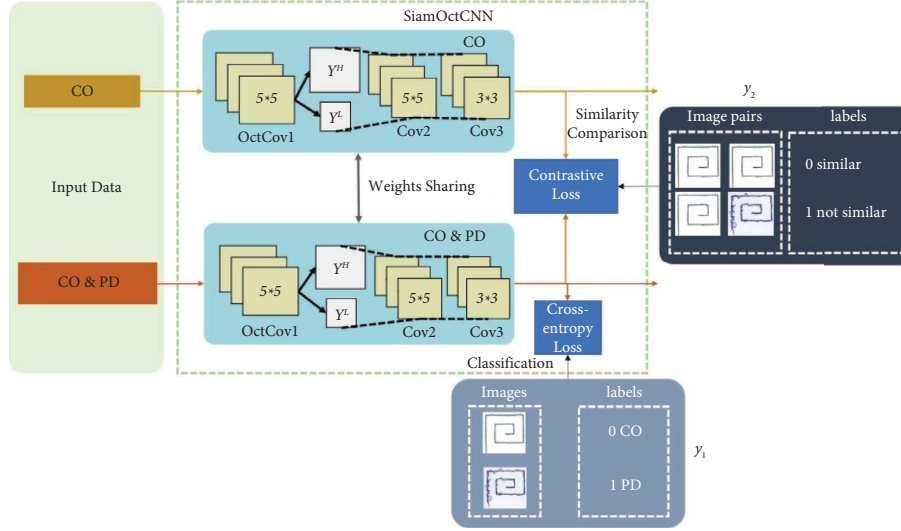 SiamOctCNN
Input Data
CO
CO & PD
CO
Y^H
Y^L
5*5
5*5
3*3
OctCov1
Cov2
Cov3
Weights Sharing
CO & PD
Y^H
Y^L
5*5
5*5
3*3
OctCov1
Cov2
Cov3
Similarity
Comparison
Contrastive
Loss
Cross-
entropy
Loss
Classification
y_2
Image pairs
labels
0 similar
1 not similar
Images
labels
0 CO
1 PD
y_1